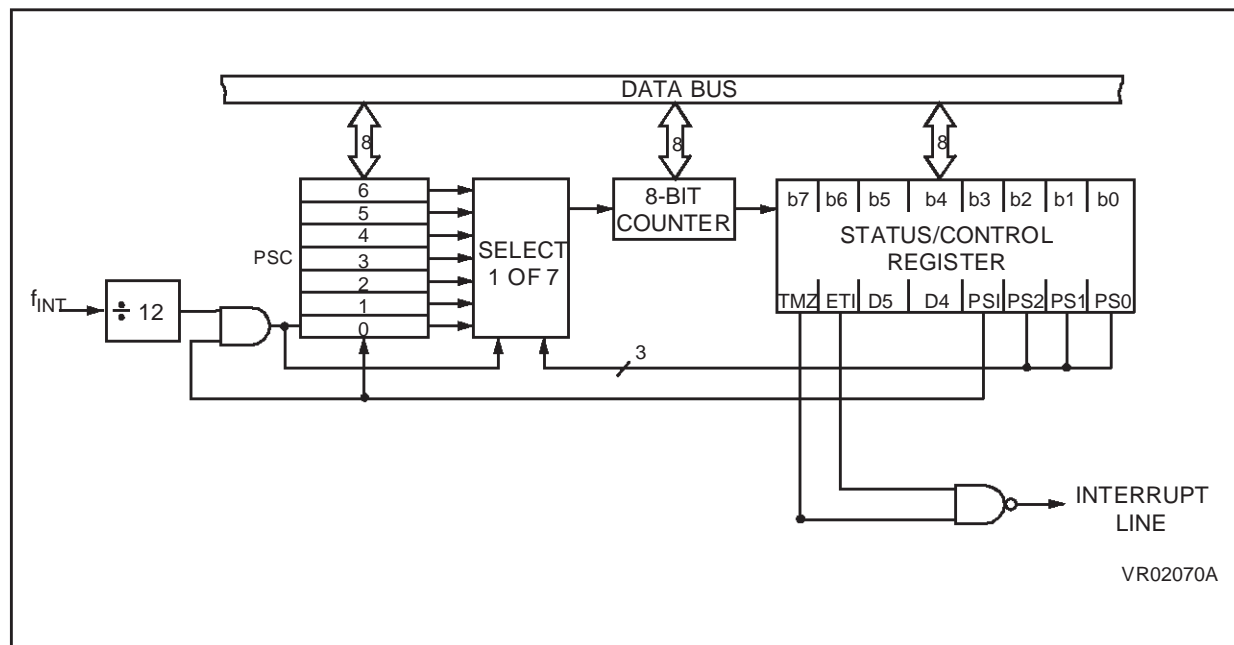 DATA BUS
8
8
8
6
5
4
3
2
1
0
PSC
fINT
÷ 12
SELECT
1 OF 7
8-BIT
COUNTER
b7 b6 b5 b4 b3 b2 b1 b0
STATUS/CONTROL
REGISTER
TMZ ETI D5 D4 PSI PS2 PS1 PS0
3
INTERRUPT
LINE
VR02070A